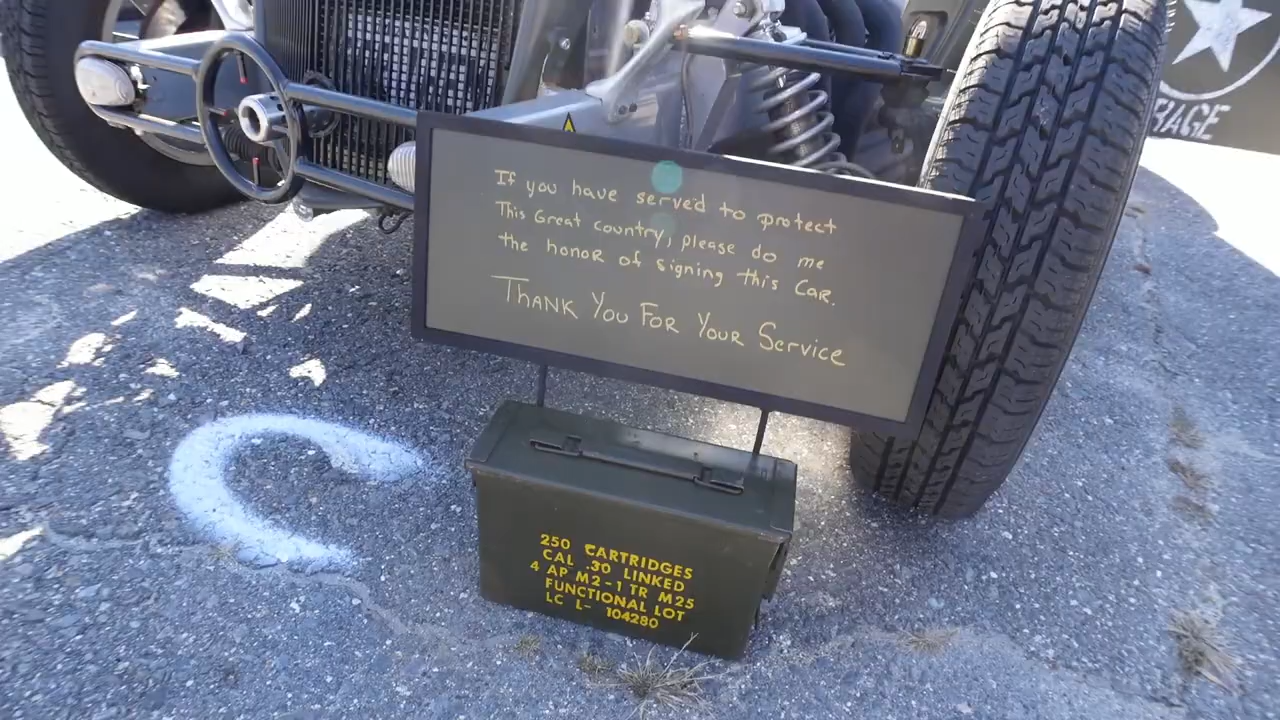 RAGE
If you have served to protect
This Great country, please do me
the honor of signing this Car.
THANK YOU FOR YOUR Service
250 CARTRIDGES
CAL .30 LINKED
4 AP M2-1 TR M25
FUNCTIONAL LOT
LC L- 104280
C